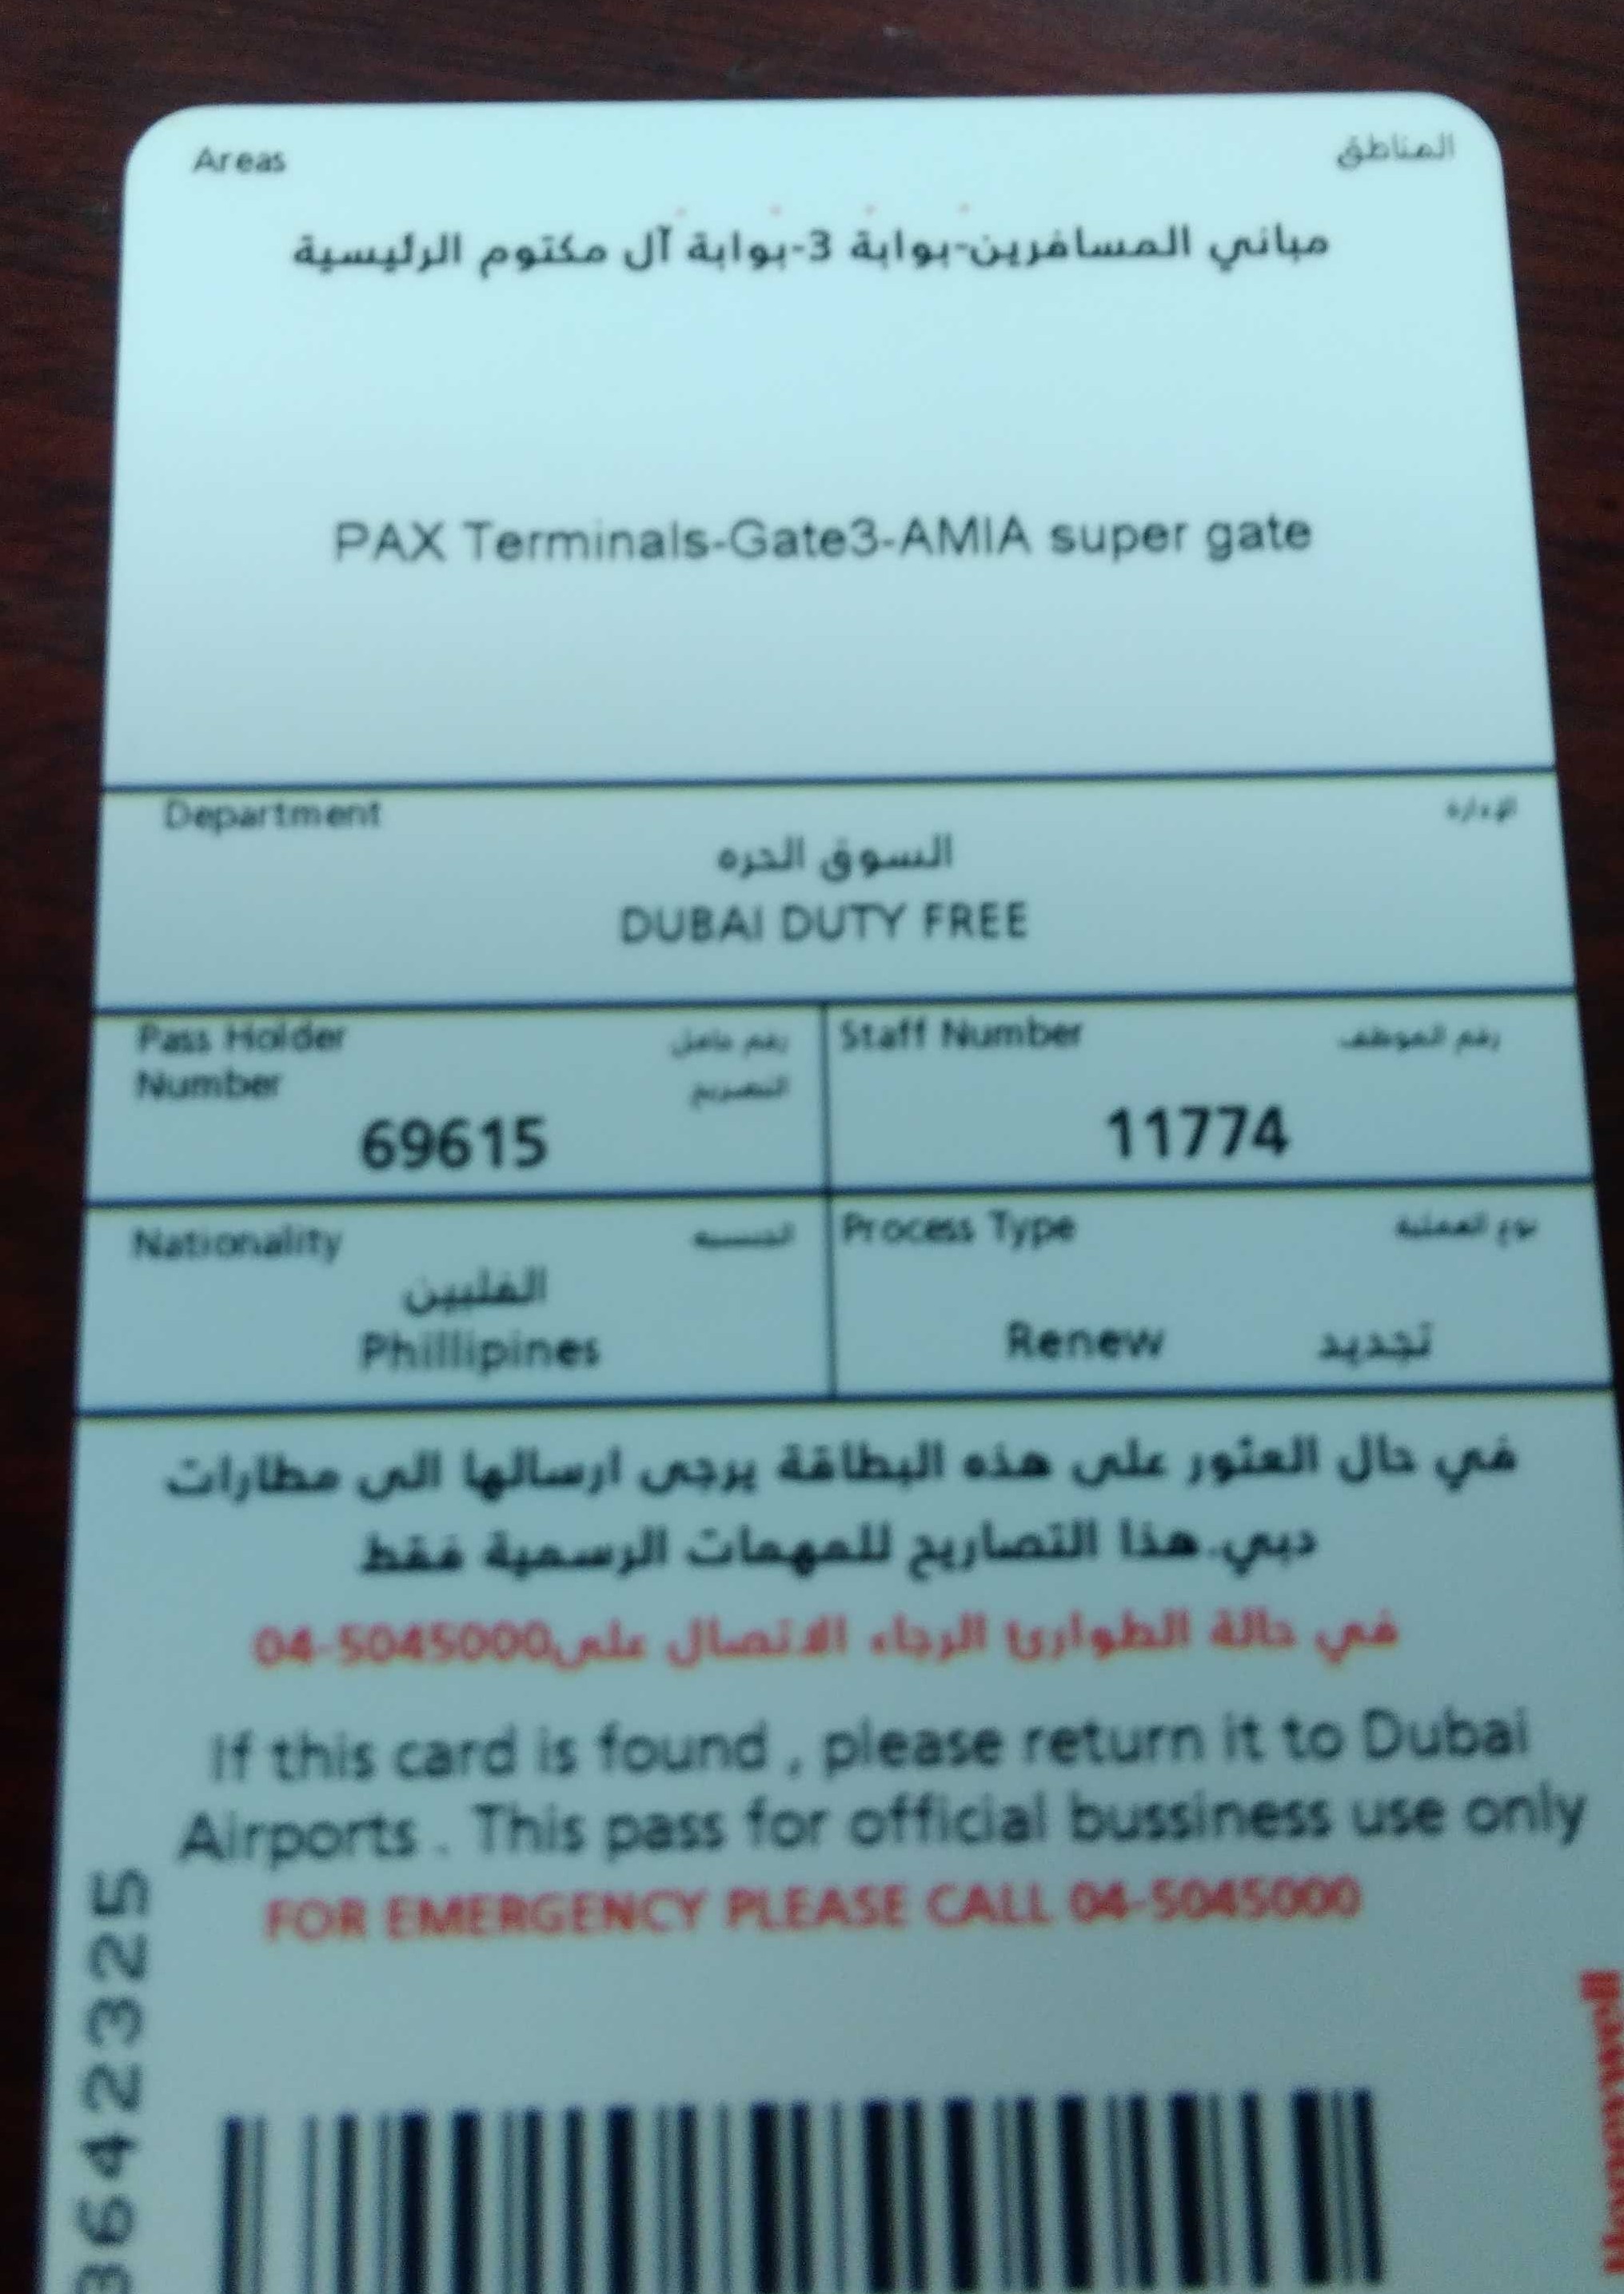 Areas المناطق
مباني المسافرين-بوابة 3-بوابة آل مكتوم الرئيسية
PAX Terminals-Gate3-AMIA super gate
Department الإدارة
السوق الحره
DUBAI DUTY FREE
Pass Holder رقم حامل
Number التصريح
69615
Staff Number رقم الموظف
11774
Nationality الجنسية
الفلبين
Phillipines
Process Type نوع العملية
Renew تجديد
في حال العثور على هذه البطاقة يرجى ارسالها الى مطارات
دبي.هذا التصاريح للمهمات الرسمية فقط
في حالة الطوارئ الرجاء الاتصال على04-5045000
If this card is found , please return it to Dubai
Airports . This pass for official bussiness use only
FOR EMERGENCY PLEASE CALL 04-5045000
3642325